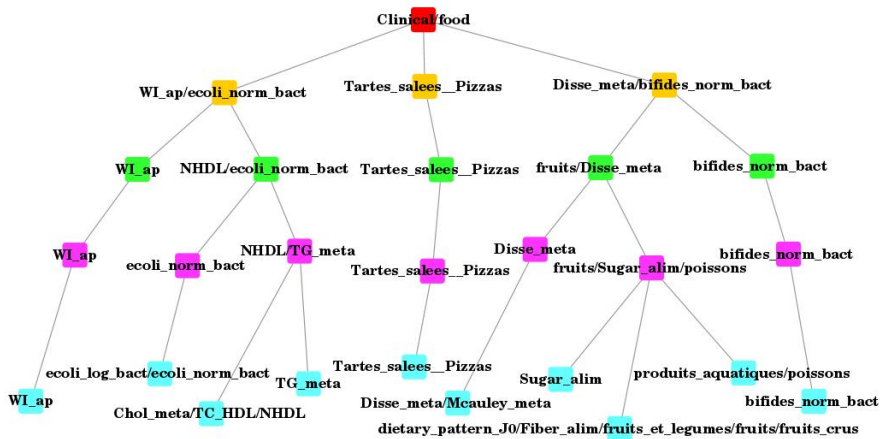 Clinical/food
WI_ap/ecoli_norm_bact
Tartes_salees__Pizzas
Disse_meta/bifides_norm_bact
WI_ap
NHDL/ecoli_norm_bact
Tartes_salees__Pizzas
fruits/Disse_meta
bifides_norm_bact
WI_ap
ecoli_norm_bact
NHDL/TG_meta
Tartes_salees__Pizzas
Disse_meta
fruits/Sugar_alim/poissons
bifides_norm_bact
WI_ap
ecoli_log_bact/ecoli_norm_bact
Chol_meta/TC_HDL/NHDL
TG_meta
Tartes_salees__Pizzas
Disse_meta/Mcauley_meta
Sugar_alim
dietary_pattern_J0/Fiber_alim/fruits_et_legumes/fruits/fruits_crus
produits_aquatiques/poissons
bifides_norm_bact